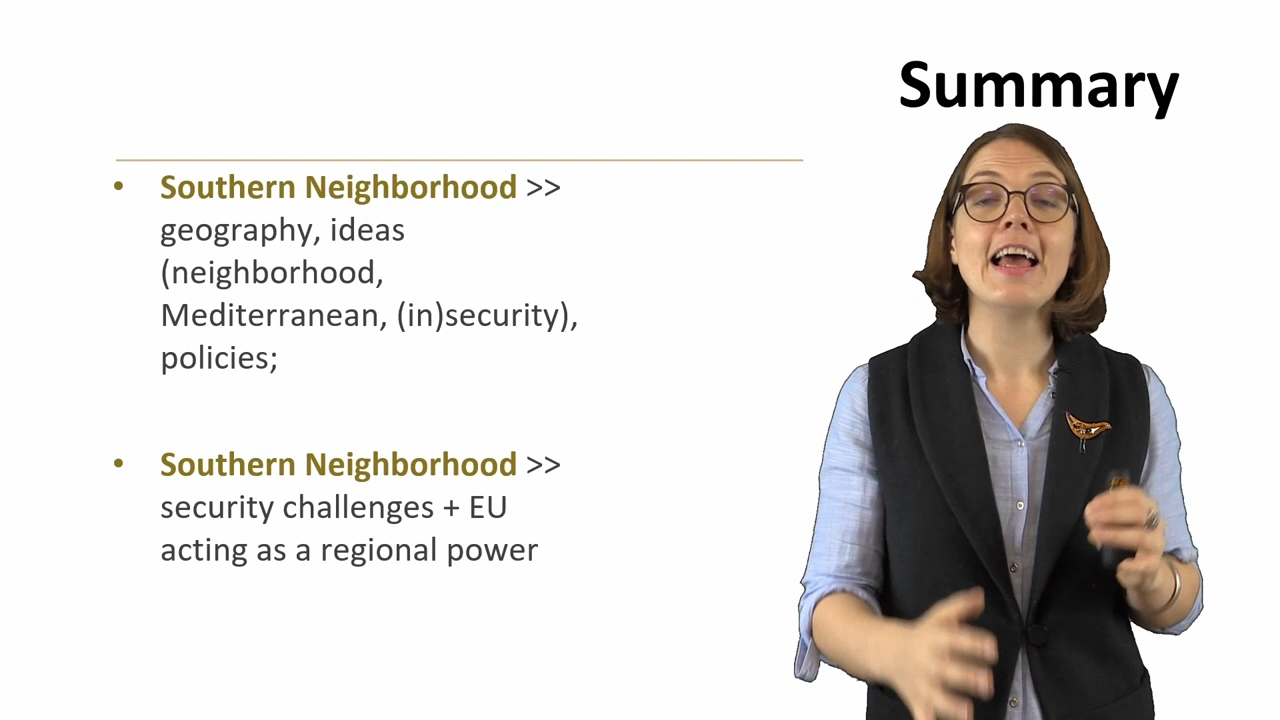 Summary
• Southern Neighborhood >>
geography, ideas
(neighborhood,
Mediterranean, (in)security),
policies;
• Southern Neighborhood >>
security challenges + EU
acting as a regional power